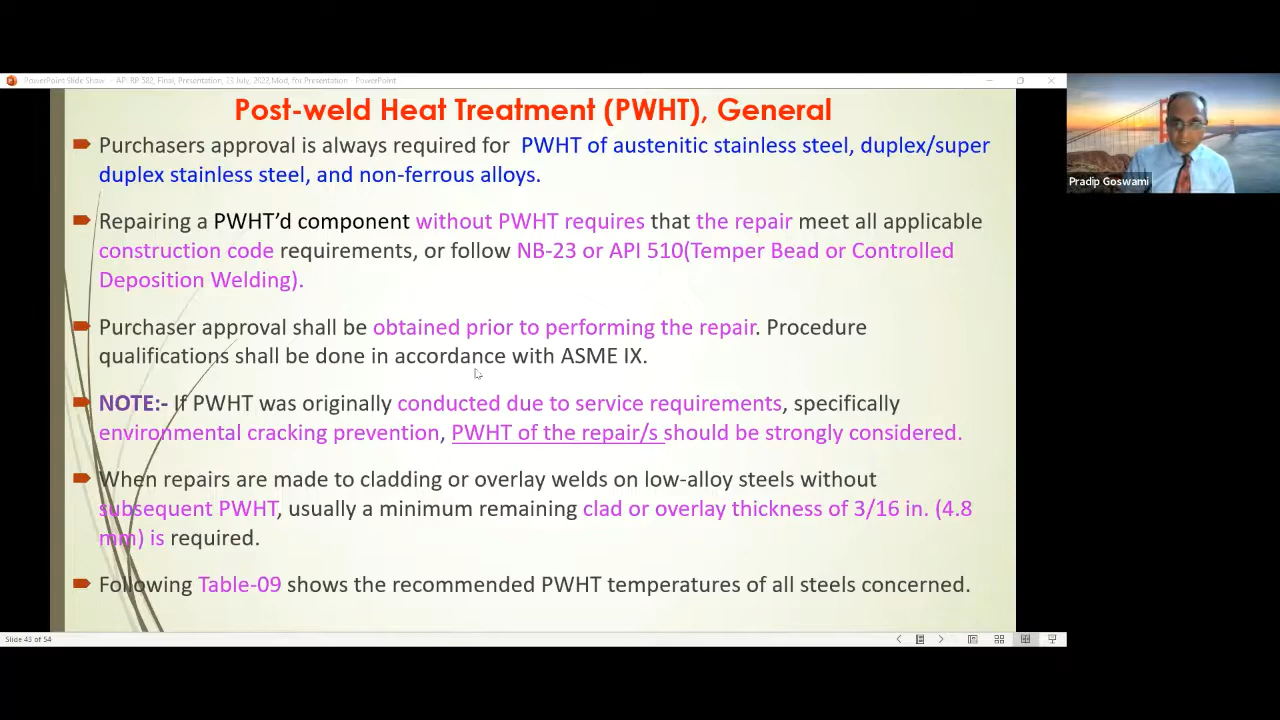 PowerPoint Slide Show - API RP 582, Final, Presentation, 23 July, 2022,Mod, for Presentation - PowerPoint
Post-weld Heat Treatment (PWHT), General
Purchasers approval is always required for PWHT of austenitic stainless steel, duplex/super
duplex stainless steel, and non-ferrous alloys.
Repairing a PWHT’d component without PWHT requires that the repair meet all applicable
construction code requirements, or follow NB-23 or API 510(Temper Bead or Controlled
Deposition Welding).
Purchaser approval shall be obtained prior to performing the repair. Procedure
qualifications shall be done in accordance with ASME IX.
NOTE:- If PWHT was originally conducted due to service requirements, specifically
environmental cracking prevention, PWHT of the repair/s should be strongly considered.
When repairs are made to cladding or overlay welds on low-alloy steels without
subsequent PWHT, usually a minimum remaining clad or overlay thickness of 3/16 in. (4.8
mm) is required.
Following Table-09 shows the recommended PWHT temperatures of all steels concerned.
Slide 43 of 54
Pradip Goswami